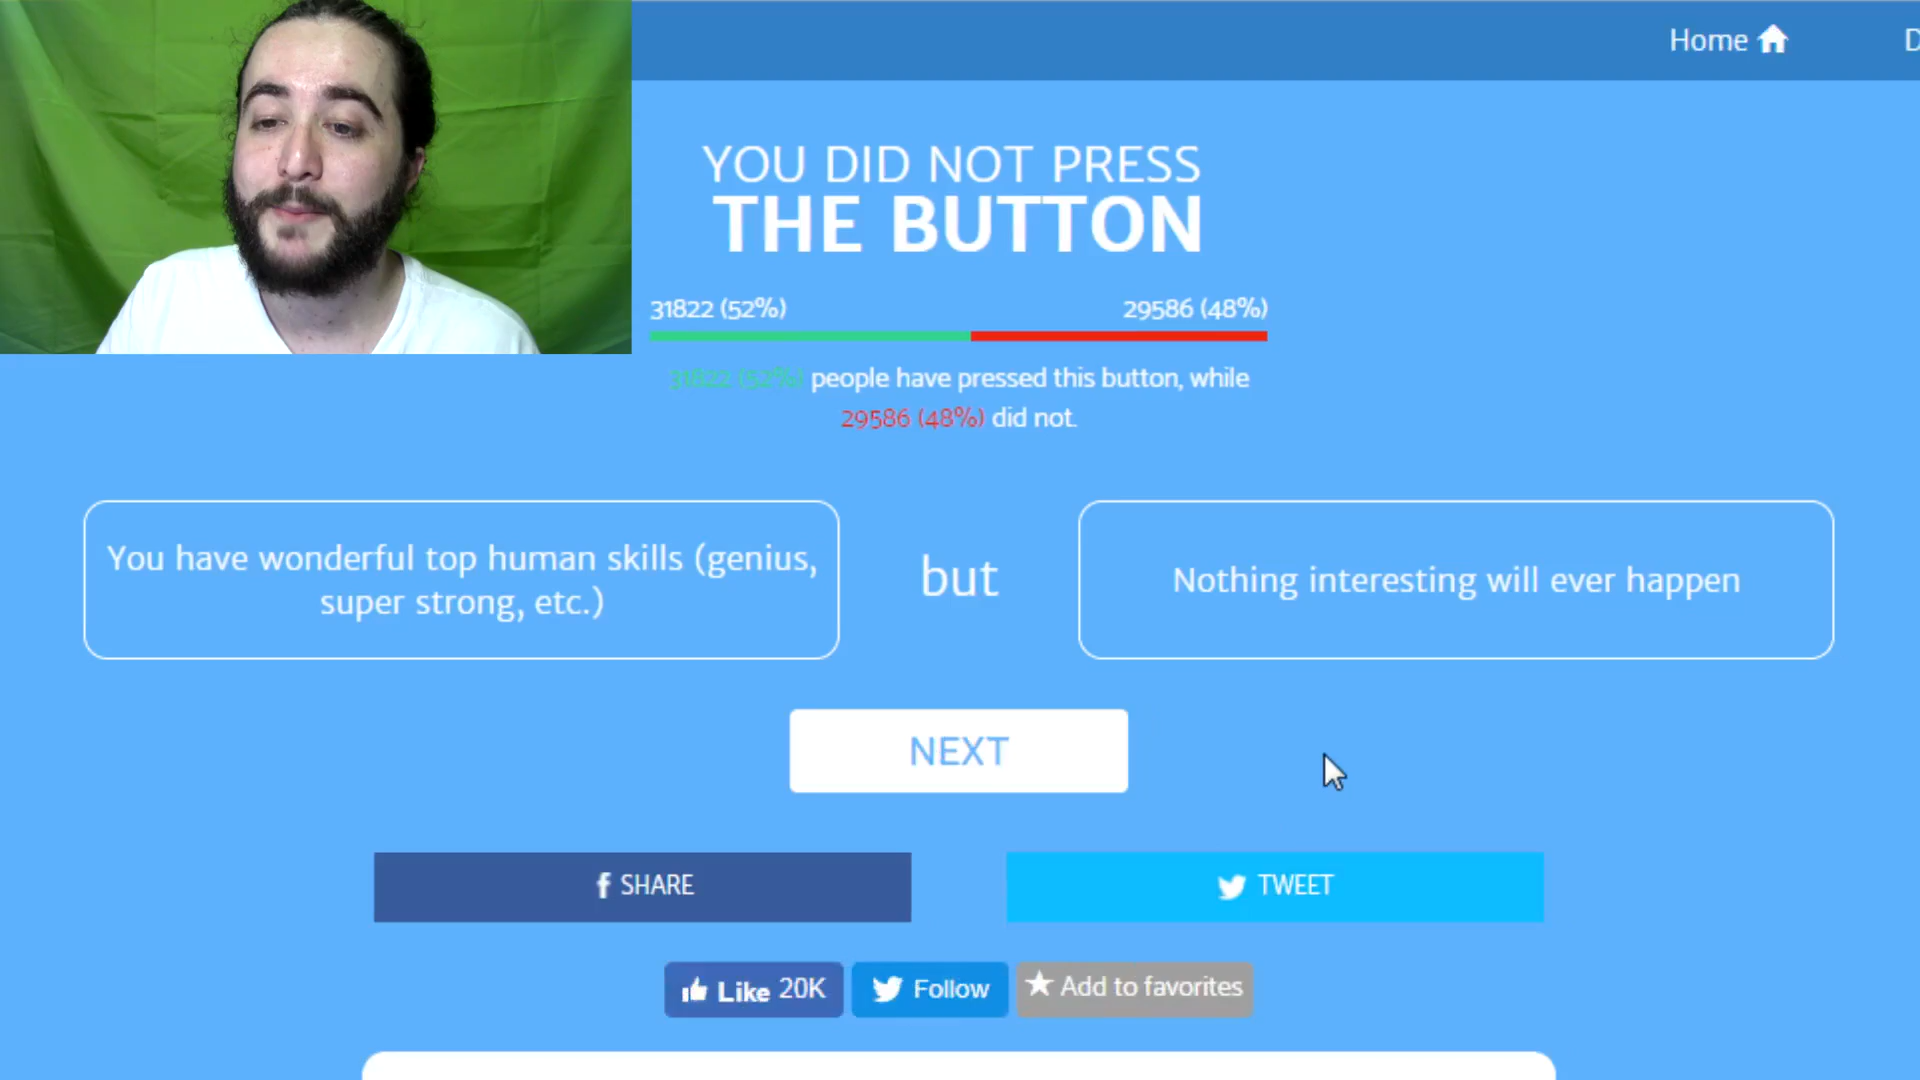 Home
D
YOU DID NOT PRESS
THE BUTTON
31822 (52%)
29586 (48%)
31822 (52%) people have pressed this button, while
29586 (48%) did not.
You have wonderful top human skills (genius,
super strong, etc.)
but
Nothing interesting will ever happen
NEXT
f SHARE
TWEET
Like 20K
Follow
Add to favorites